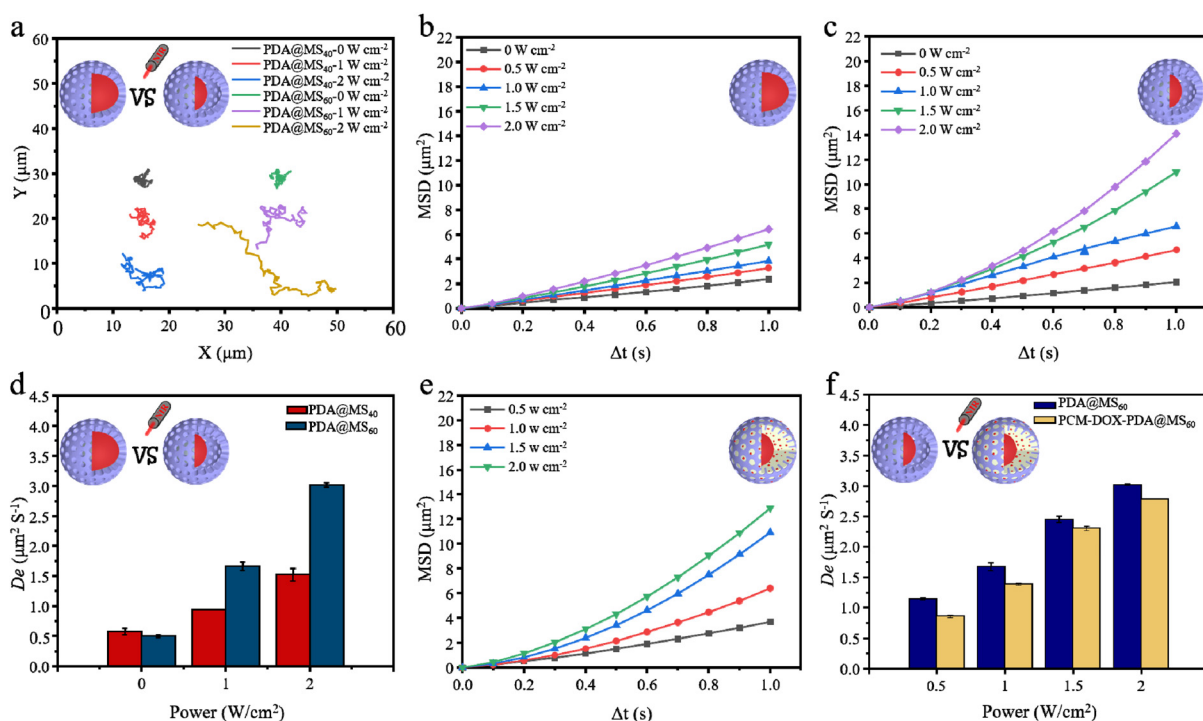 a
60
50
40
30
20
10
0
Y (μm)
0 10 20 30 40 50 60
X (μm)
NIR
VS
PDA@MS40-0 W cm-2
PDA@MS40-1 W cm-2
PDA@MS40-2 W cm-2
PDA@MS60-0 W cm-2
PDA@MS60-1 W cm-2
PDA@MS60-2 W cm-2
b
22
20
18
16
14
12
10
8
6
4
2
0
MSD (μm2)
0.0 0.2 0.4 0.6 0.8 1.0
Δt (s)
0 W cm-2
0.5 W cm-2
1.0 W cm-2
1.5 W cm-2
2.0 W cm-2
c
22
20
18
16
14
12
10
8
6
4
2
0
MSD (μm2)
0.0 0.2 0.4 0.6 0.8 1.0
Δt (s)
0 W cm-2
0.5 W cm-2
1.0 W cm-2
1.5 W cm-2
2.0 W cm-2
d
4.5
4.0
3.5
3.0
2.5
2.0
1.5
1.0
0.5
0.0
De (μm2 S-1)
0 1 2
Power (W/cm2)
NIR
VS
PDA@MS40
PDA@MS60
e
22
20
18
16
14
12
10
8
6
4
2
0
MSD (μm2)
0.0 0.2 0.4 0.6 0.8 1.0
Δt (s)
0.5 w cm-2
1.0 w cm-2
1.5 w cm-2
2.0 w cm-2
f
4.5
4.0
3.5
3.0
2.5
2.0
1.5
1.0
0.5
0.0
De (μm2 S-1)
0.5 1 1.5 2
Power (W/cm2)
NIR
VS
PDA@MS60
PCM-DOX-PDA@MS60